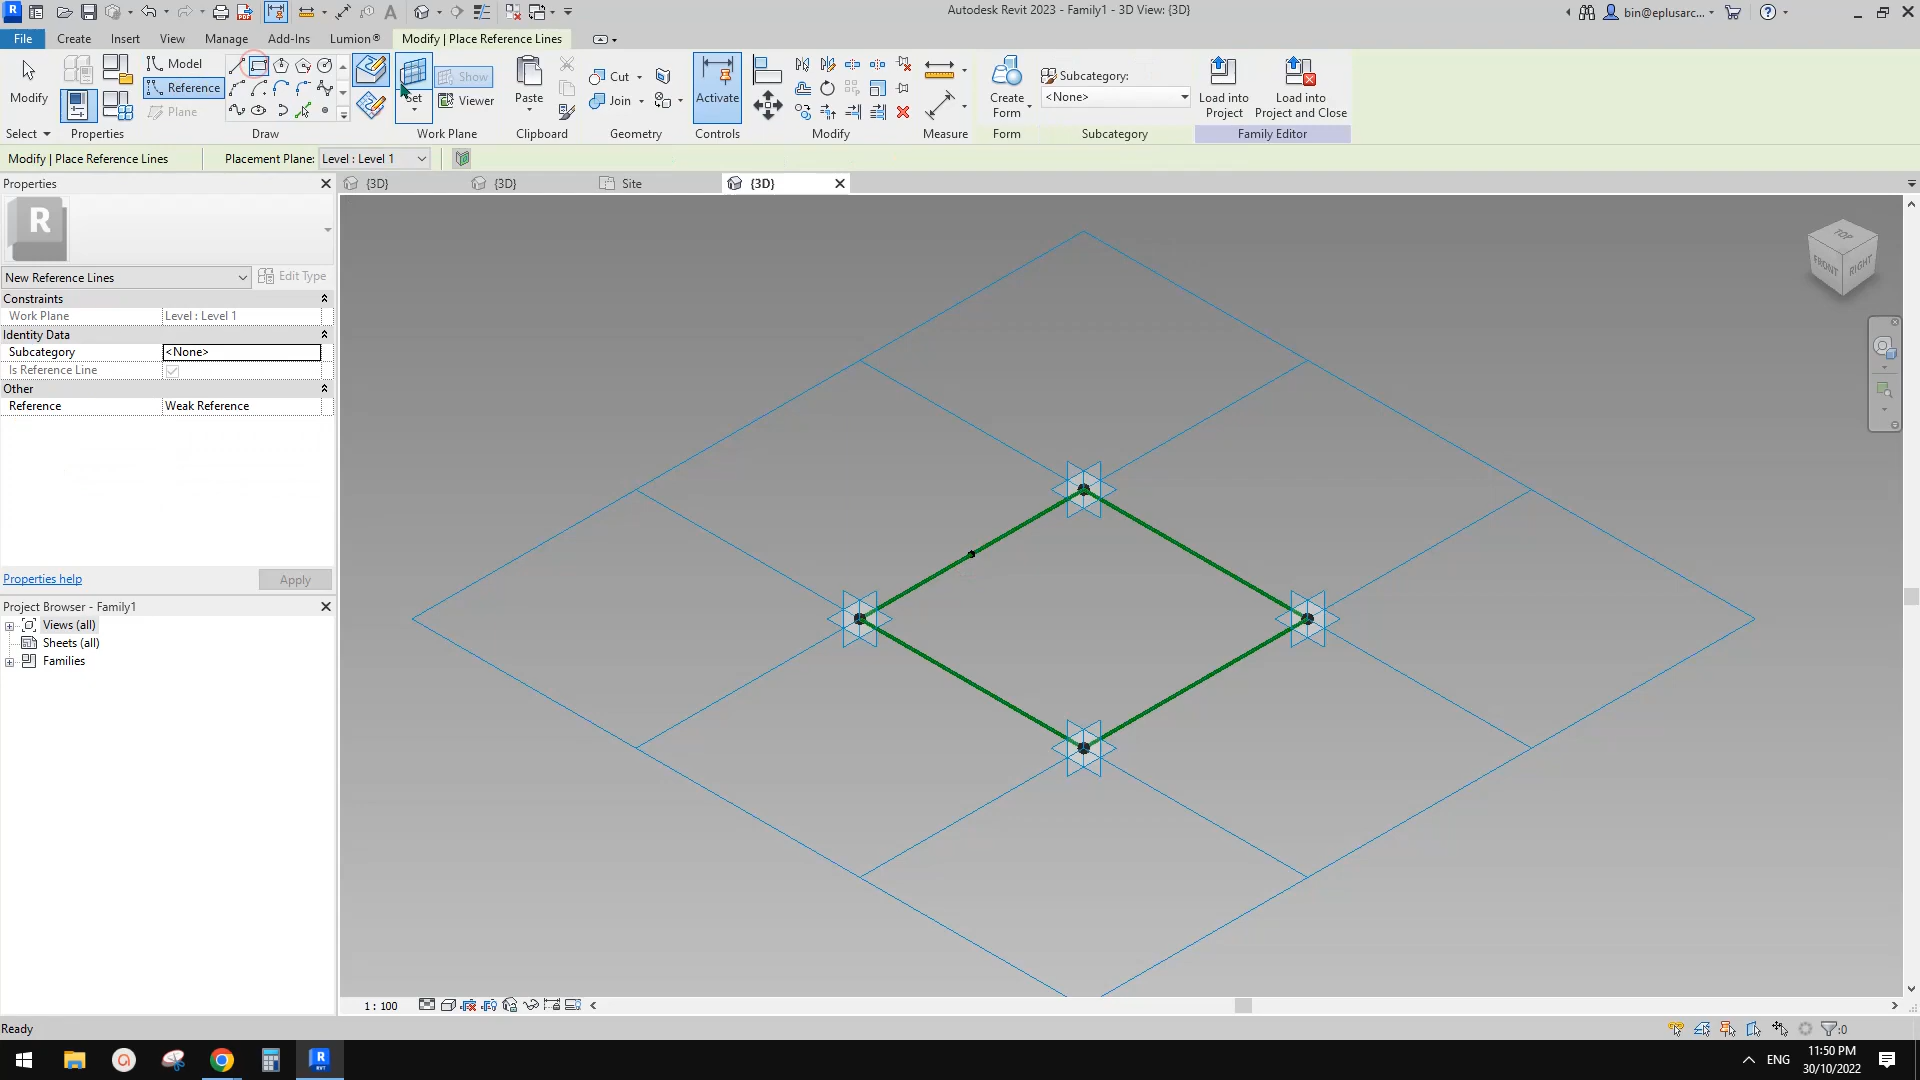 Autodesk Revit 2023 - Family1 - 3D View: {3D}
bin@eplusarc...
File
Create
Insert
View
Manage
Add-Ins
Lumion®
Modify | Place Reference Lines
Modify
Model
Reference
Plane
Set
Show
Viewer
Paste
Cut
Join
Activate
Create
Form
Subcategory:
<None>
Load into
Project
Load into
Project and Close
Select
Properties
Draw
Work Plane
Clipboard
Geometry
Controls
Modify
Measure
Form
Subcategory
Family Editor
Modify | Place Reference Lines
Placement Plane:
Level : Level 1
Properties
{3D}
{3D}
Site
{3D}
R
New Reference Lines
Edit Type
Constraints
Work Plane
Level : Level 1
Identity Data
Subcategory
<None>
Is Reference Line
Other
Reference
Weak Reference
TOP
FRONT
RIGHT
Properties help
Apply
Project Browser - Family1
Views (all)
Sheets (all)
Families
1 : 100
Ready
:0
ENG
11:50 PM
30/10/2022